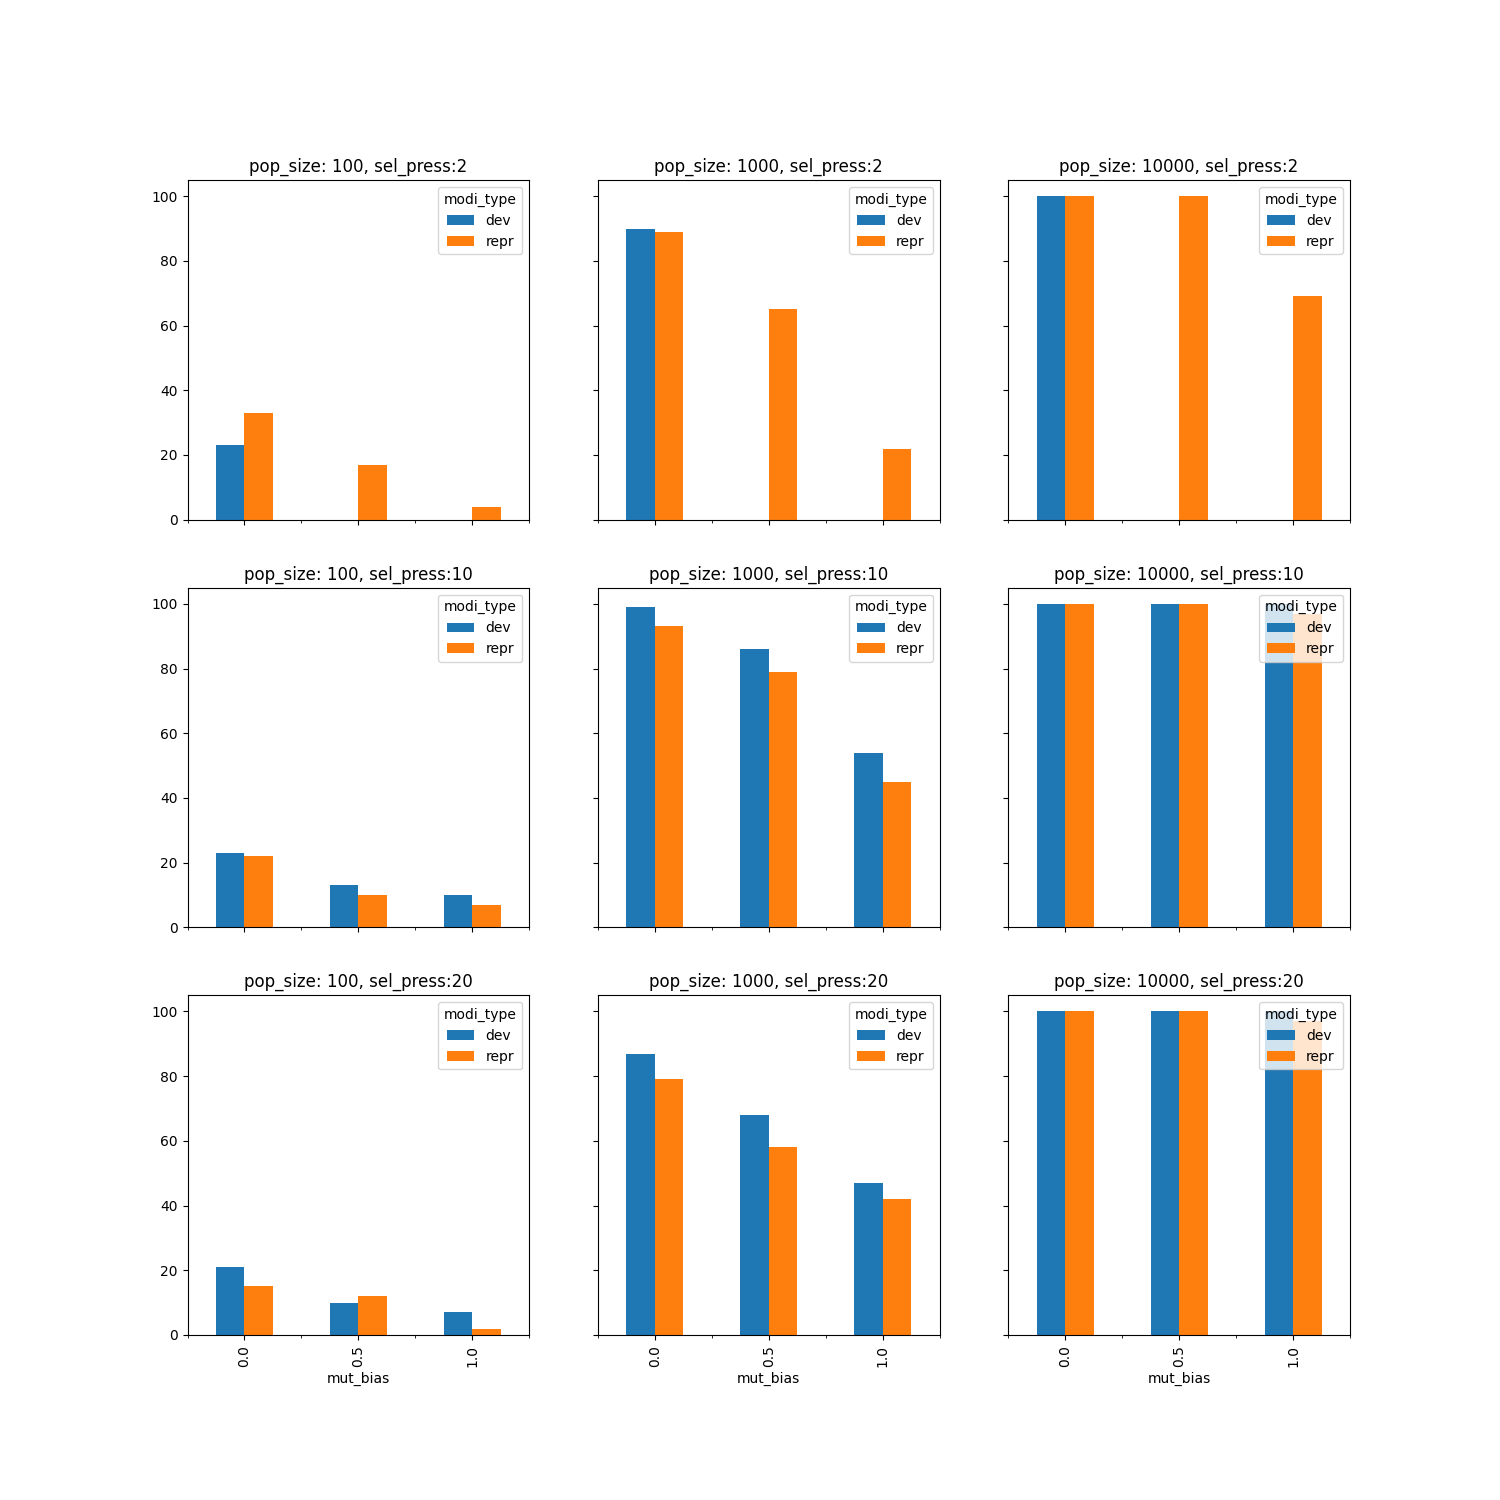 pop_size: 100, sel_press:2
pop_size: 1000, sel_press:2
pop_size: 10000, sel_press:2
100
80
60
40
20
0
modi_type
dev
repr
modi_type
dev
repr
modi_type
dev
repr
pop_size: 100, sel_press:10
pop_size: 1000, sel_press:10
pop_size: 10000, sel_press:10
100
80
60
40
20
0
modi_type
dev
repr
modi_type
dev
repr
modi_type
dev
repr
pop_size: 100, sel_press:20
pop_size: 1000, sel_press:20
pop_size: 10000, sel_press:20
100
80
60
40
20
0
modi_type
dev
repr
modi_type
dev
repr
modi_type
dev
repr
0.0
0.5
1.0
0.0
0.5
1.0
0.0
0.5
1.0
mut_bias
mut_bias
mut_bias